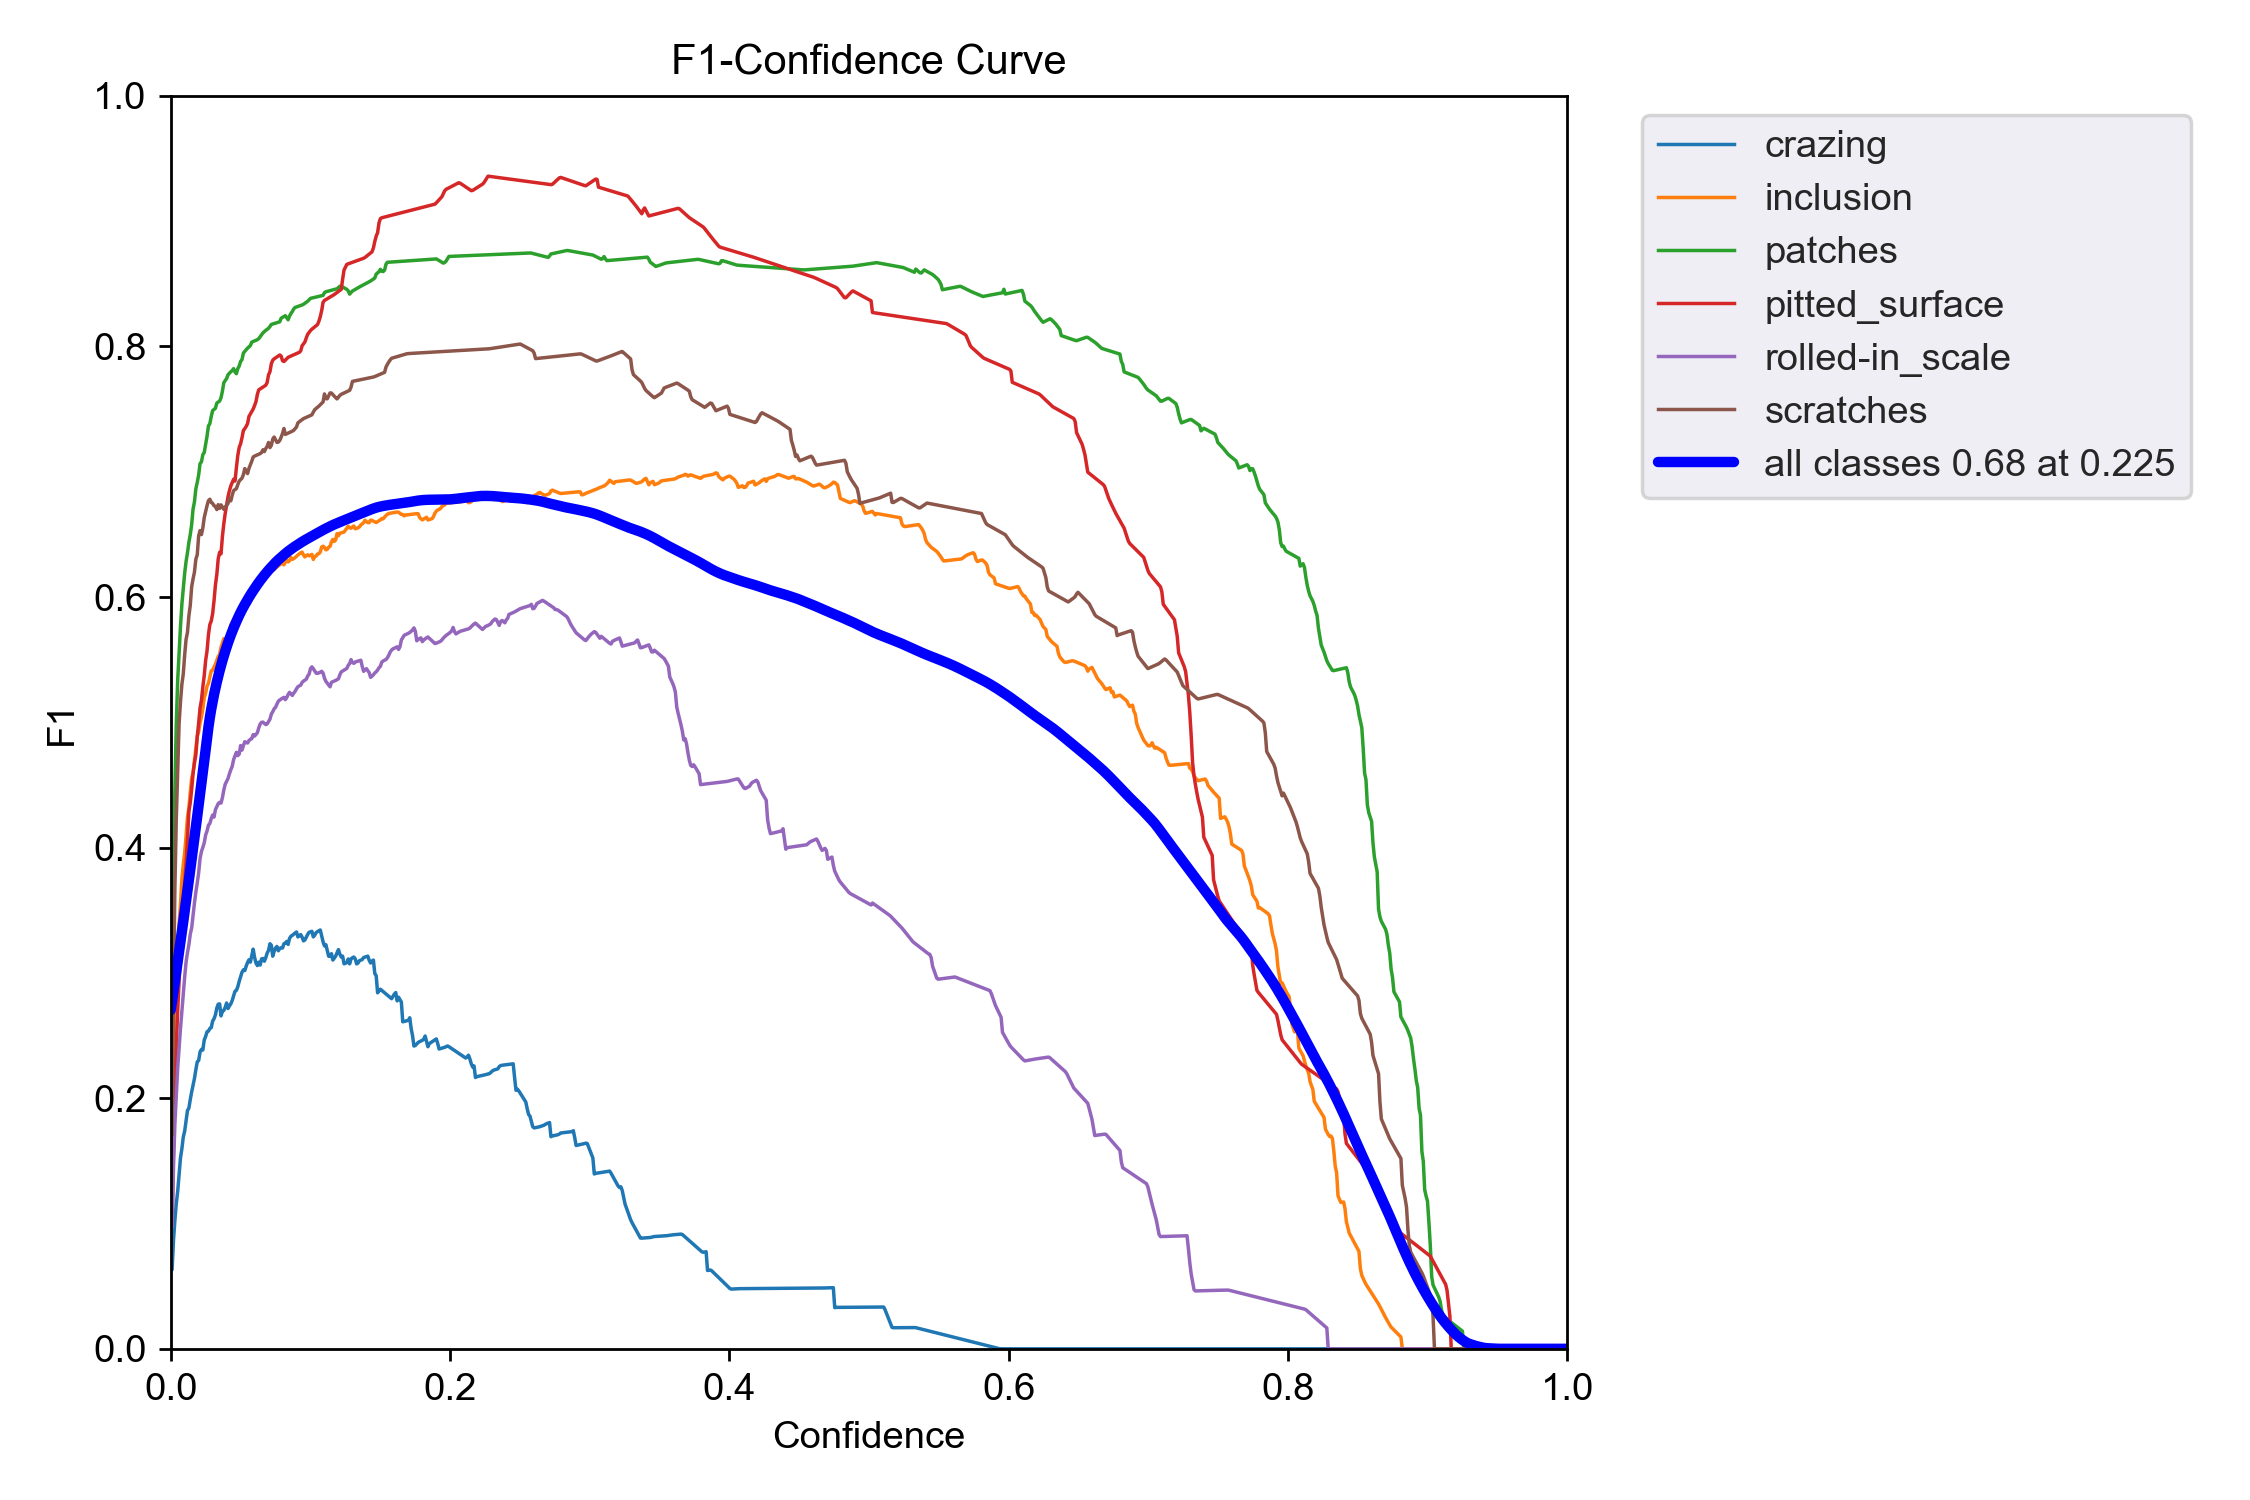 F1-Confidence Curve
1.0
0.8
0.6
0.4
0.2
0.0
F1
0.0 0.2 0.4 0.6 0.8 1.0
Confidence
crazing
inclusion
patches
pitted_surface
rolled-in_scale
scratches
all classes 0.68 at 0.225